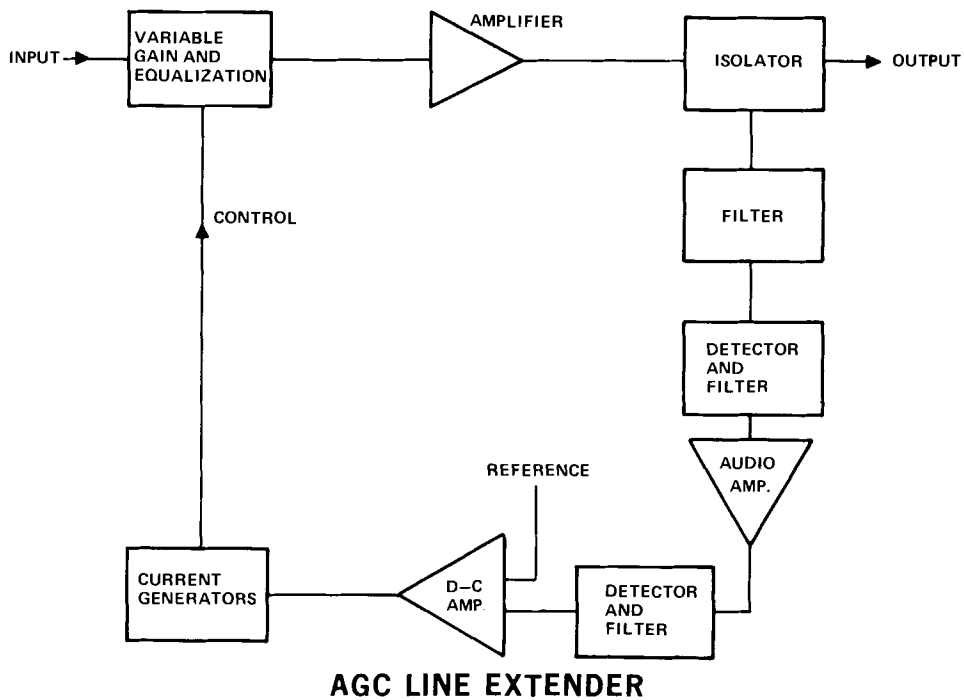 INPUT
VARIABLE
GAIN AND
EQUALIZATION
AMPLIFIER
ISOLATOR
OUTPUT
FILTER
CONTROL
DETECTOR
AND
FILTER
AUDIO
AMP.
REFERENCE
D–C
AMP.
DETECTOR
AND
FILTER
CURRENT
GENERATORS
AGC LINE EXTENDER